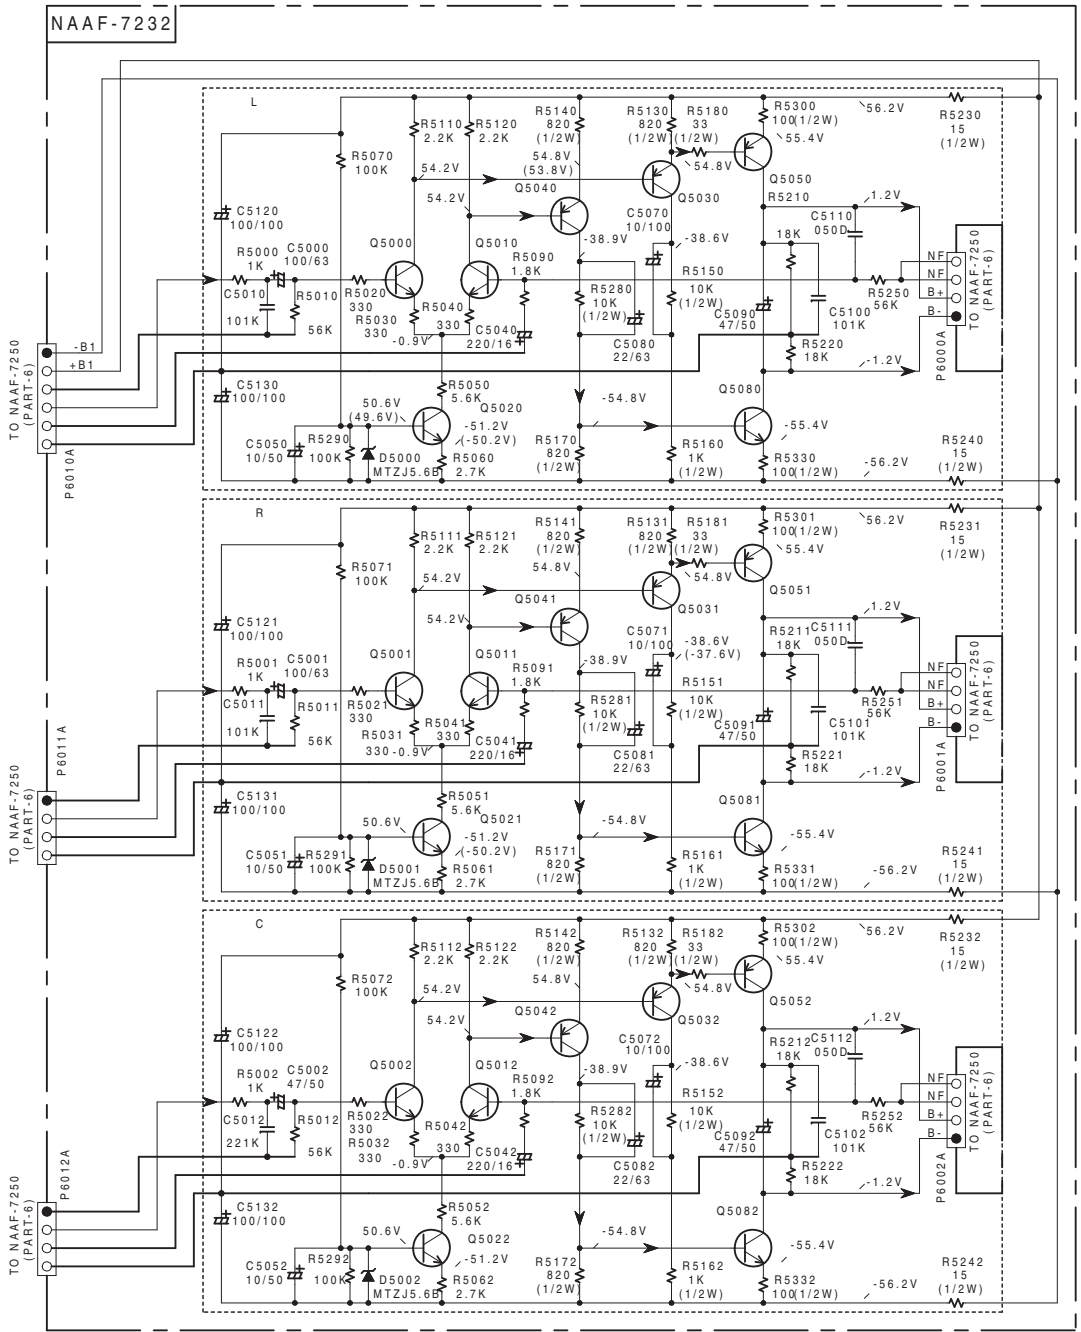 NAAF-7232
L
R5140
820
(1/2W)
R5130
820
(1/2W)
R5180
33
(1/2W)
R5300
100(1/2W)
56.2V
R5230
15
(1/2W)
R5110
2.2K
R5120
2.2K
55.4V
R5070
100K
54.2V
54.8V
(53.8V)
54.8V
Q5040
Q5030
Q5050
54.2V
R5210
1.2V
C5120
100/100
C5070
10/100
C5110
050D
18K
R5000
1K
C5000
100/63
Q5000
Q5010
-38.9V
-38.6V
R5090
1.8K
NF
NF
B+
B-
TO NAAF-7250
(PART-6)
C5010
101K
R5010
56K
R5020
330
R5030
330
R5040
330
R5280
10K
(1/2W)
R5150
10K
(1/2W)
R5250
56K
-0.9V
C5040
220/16
C5080
22/63
C5090
47/50
C5100
101K
R5220
18K
P6000A
-B1
+B1
TO NAAF-7250
(PART-6)
P6010A
C5130
100/100
R5050
5.6K
-1.2V
Q5080
50.6V
(49.6V)
Q5020
-54.8V
-51.2V
(-50.2V)
-55.4V
C5050
10/50
R5290
100K
D5000
MTZJ5.6B
R5060
2.7K
R5170
820
(1/2W)
R5160
1K
(1/2W)
R5330
100(1/2W)
-56.2V
R5240
15
(1/2W)
R
R5141
820
(1/2W)
R5131
820
(1/2W)
R5181
33
(1/2W)
R5301
100(1/2W)
56.2V
R5231
15
(1/2W)
R5111
2.2K
R5121
2.2K
55.4V
R5071
100K
54.2V
54.8V
54.8V
Q5041
Q5031
Q5051
54.2V
1.2V
C5121
100/100
C5071
10/100
-38.6V
(-37.6V)
R5211
18K
C5111
050D
R5001
1K
C5001
100/63
Q5001
Q5011
-38.9V
R5091
1.8K
NF
NF
B+
B-
TO NAAF-7250
(PART-6)
C5011
101K
R5011
56K
R5021
330
R5031
330
R5041
330
R5281
10K
(1/2W)
R5151
10K
(1/2W)
R5251
56K
-0.9V
C5041
220/16
C5081
22/63
C5091
47/50
C5101
101K
R5221
18K
P6001A
P6011A
TO NAAF-7250
(PART-6)
C5131
100/100
R5051
5.6K
-1.2V
Q5081
50.6V
Q5021
-54.8V
-51.2V
(-50.2V)
-55.4V
C5051
10/50
R5291
100K
D5001
MTZJ5.6B
R5061
2.7K
R5171
820
(1/2W)
R5161
1K
(1/2W)
R5331
100(1/2W)
-56.2V
R5241
15
(1/2W)
C
R5142
820
(1/2W)
R5132
820
(1/2W)
R5182
33
(1/2W)
R5302
100(1/2W)
56.2V
R5232
15
(1/2W)
R5112
2.2K
R5122
2.2K
55.4V
R5072
100K
54.2V
54.8V
54.8V
Q5042
Q5032
Q5052
54.2V
1.2V
C5122
100/100
C5072
10/100
-38.6V
R5212
18K
C5112
050D
R5002
1K
C5002
47/50
Q5002
Q5012
-38.9V
R5092
1.8K
NF
NF
B+
B-
TO NAAF-7250
(PART-6)
C5012
221K
R5012
56K
R5022
330
R5032
330
R5042
330
R5282
10K
(1/2W)
R5152
10K
(1/2W)
R5252
56K
-0.9V
C5042
220/16
C5082
22/63
C5092
47/50
C5102
101K
R5222
18K
P6002A
P6012A
TO NAAF-7250
(PART-6)
C5132
100/100
R5052
5.6K
-1.2V
Q5082
50.6V
Q5022
-54.8V
-51.2V
-55.4V
C5052
10/50
R5292
100K
D5002
MTZJ5.6B
R5062
2.7K
R5172
820
(1/2W)
R5162
1K
(1/2W)
R5332
100(1/2W)
-56.2V
R5242
15
(1/2W)